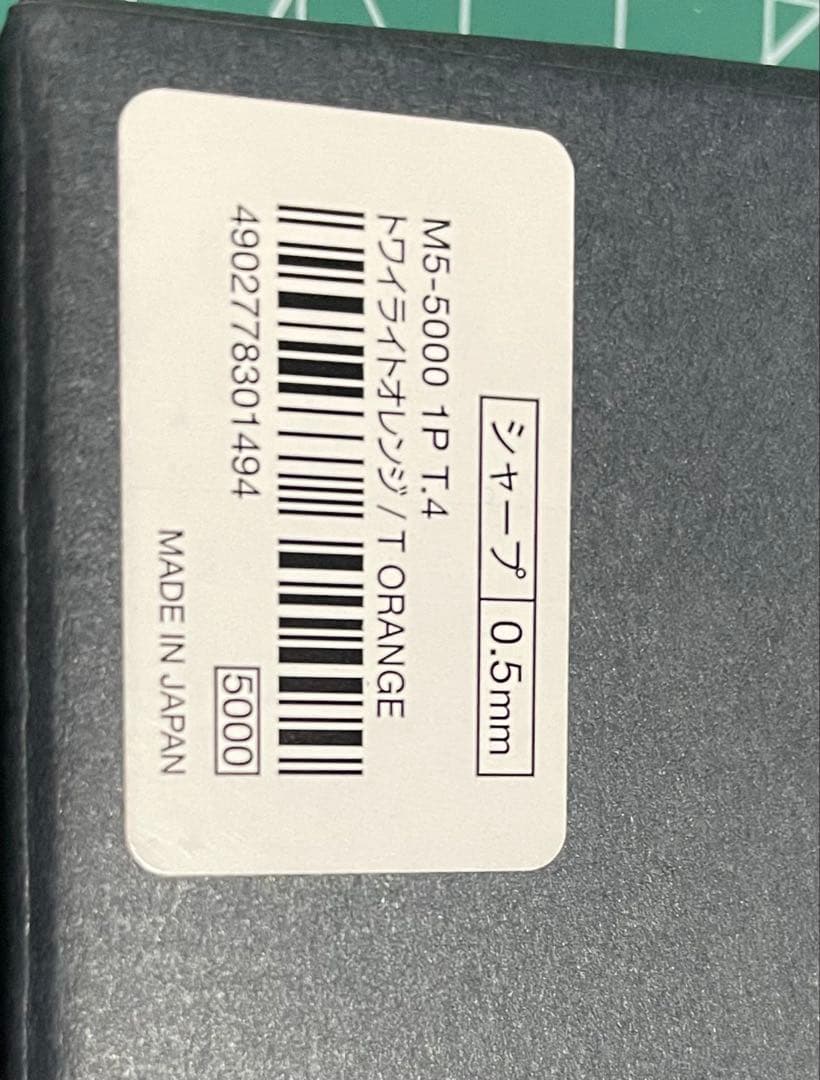 シャープ 0.5mm
M5-5000 1P T.4
トワイライトオレンジ / T ORANGE
4902778301494
5000
MADE IN JAPAN